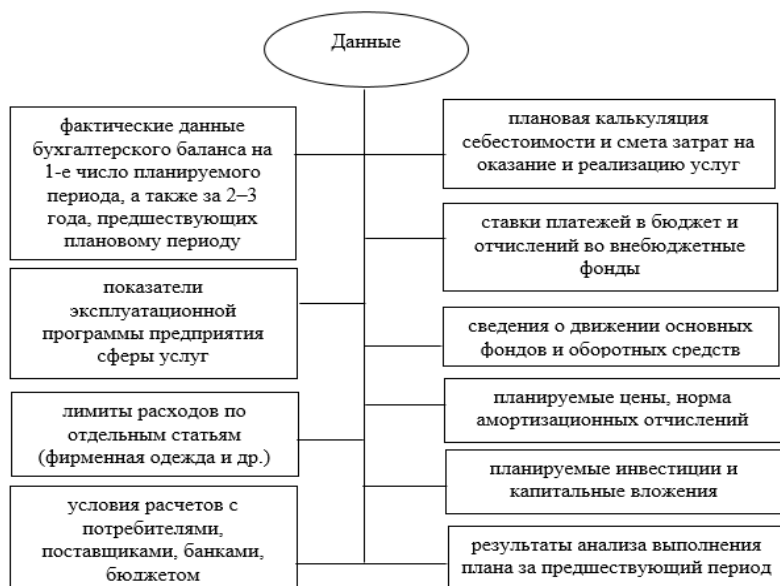 Данные
фактические данные
бухгалтерского баланса на
1-е число планируемого
периода, а также за 2–3
года, предшествующих
плановому периоду
показатели
эксплуатационной
программы предприятия
сферы услуг
лимиты расходов по
отдельным статьям
(фирменная одежда и др.)
условия расчетов с
потребителями,
поставщиками, банками,
бюджетом
плановая калькуляция
себестоимости и смета затрат на
оказание и реализацию услуг
ставки платежей в бюджет и
отчислений во внебюджетные
фонды
сведения о движении основных
фондов и оборотных средств
планируемые цены, норма
амортизационных отчислений
планируемые инвестиции и
капитальные вложения
результаты анализа выполнения
плана за предшествующий период